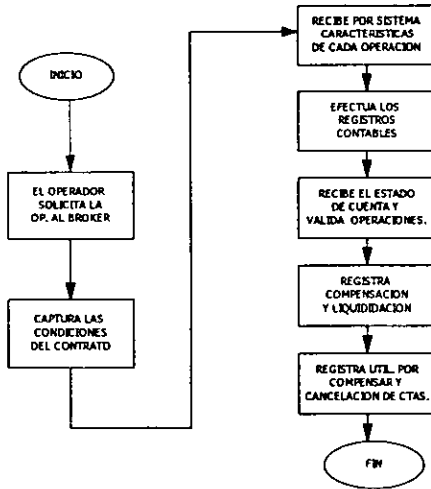 INICIO
EL OPERADOR
SOLICITA LA
OP. AL BROKER
CAPTURA LAS
CONDICIONES
DEL CONTRATO
RECIBE POR SISTEMA
CARACTERISTICAS
DE CADA OPERACION
EFECTUA LOS
REGISTROS
CONTABLES
RECIBE EL ESTADO
DE CUENTA Y
VALIDA OPERACIONES.
REGISTRA
COMPENSACION
Y LIQUIDIDACION
REGISTRA UTIL. POR
COMPENSAR Y
CANCELACION DE CTAS.
FIN